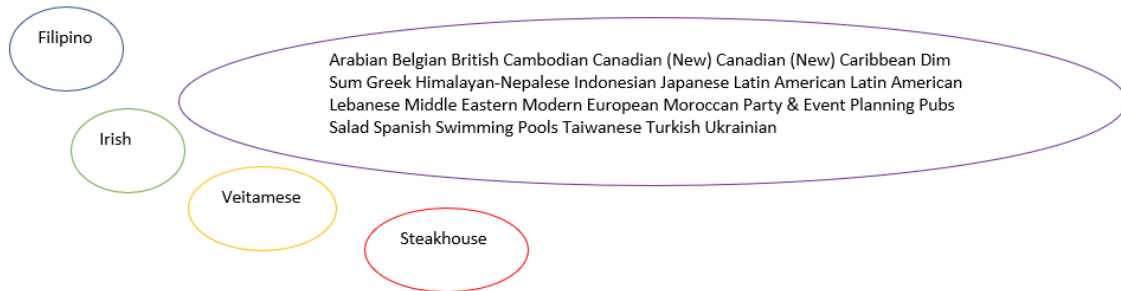 Filipino
Arabian Belgian British Cambodian Canadian (New) Canadian (New) Caribbean Dim
Sum Greek Himalayan-Nepalese Indonesian Japanese Latin American Latin American
Lebanese Middle Eastern Modern European Moroccan Party & Event Planning Pubs
Salad Spanish Swimming Pools Taiwanese Turkish Ukrainian
Irish
Veitamese
Steakhouse